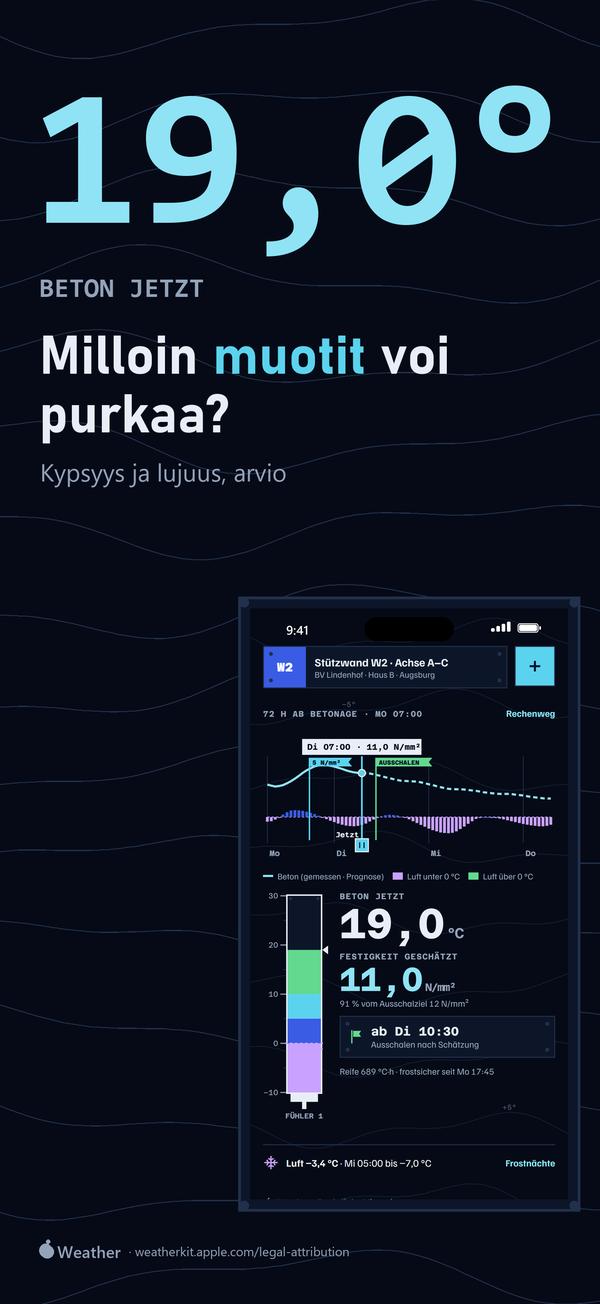 19,0°
BETON JETZT
Milloin muotit voi
purkaa?
Kypsyys ja lujuus, arvio
9:41
W2
Stützwand W2 · Achse A–C
BV Lindenhof · Haus B · Augsburg
+
−5°
72 H AB BETONAGE · MO 07:00
Rechenweg
Di 07:00 · 11,0 N/mm²
5 N/mm²
AUSSCHALEN
Jetzt
Mo Di Mi Do
Beton (gemessen · Prognose) Luft unter 0 °C Luft über 0 °C
30
20
10
0
−10
FÜHLER 1
BETON JETZT
19,0 °C
FESTIGKEIT GESCHÄTZT
11,0 N/mm²
91 % vom Ausschalziel 12 N/mm²
ab Di 10:30
Ausschalen nach Schätzung
Reife 689 °C·h · frostsicher seit Mo 17:45
+5°
Luft −3,4 °C · Mi 05:00 bis −7,0 °C
Frostnächte
Weather · weatherkit.apple.com/legal-attribution